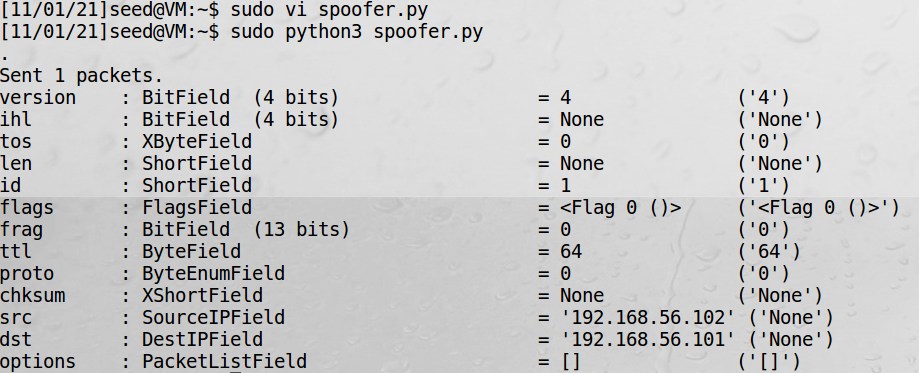 [11/01/21]seed@VM:~$ sudo vi spoofer.py
[11/01/21]seed@VM:~$ sudo python3 spoofer.py
.
Sent 1 packets.
version    : BitField  (4 bits)                  = 4               ('4')
ihl        : BitField  (4 bits)                  = None            ('None')
tos        : XByteField                          = 0               ('0')
len        : ShortField                          = None            ('None')
id         : ShortField                          = 1               ('1')
flags      : FlagsField                          = <Flag 0 ()>     ('<Flag 0 ()>')
frag       : BitField  (13 bits)                 = 0               ('0')
ttl        : ByteField                           = 64              ('64')
proto      : ByteEnumField                       = 0               ('0')
chksum     : XShortField                         = None            ('None')
src        : SourceIPField                       = '192.168.56.102' ('None')
dst        : DestIPField                         = '192.168.56.101' ('None')
options    : PacketListField                     = []              ('[]')